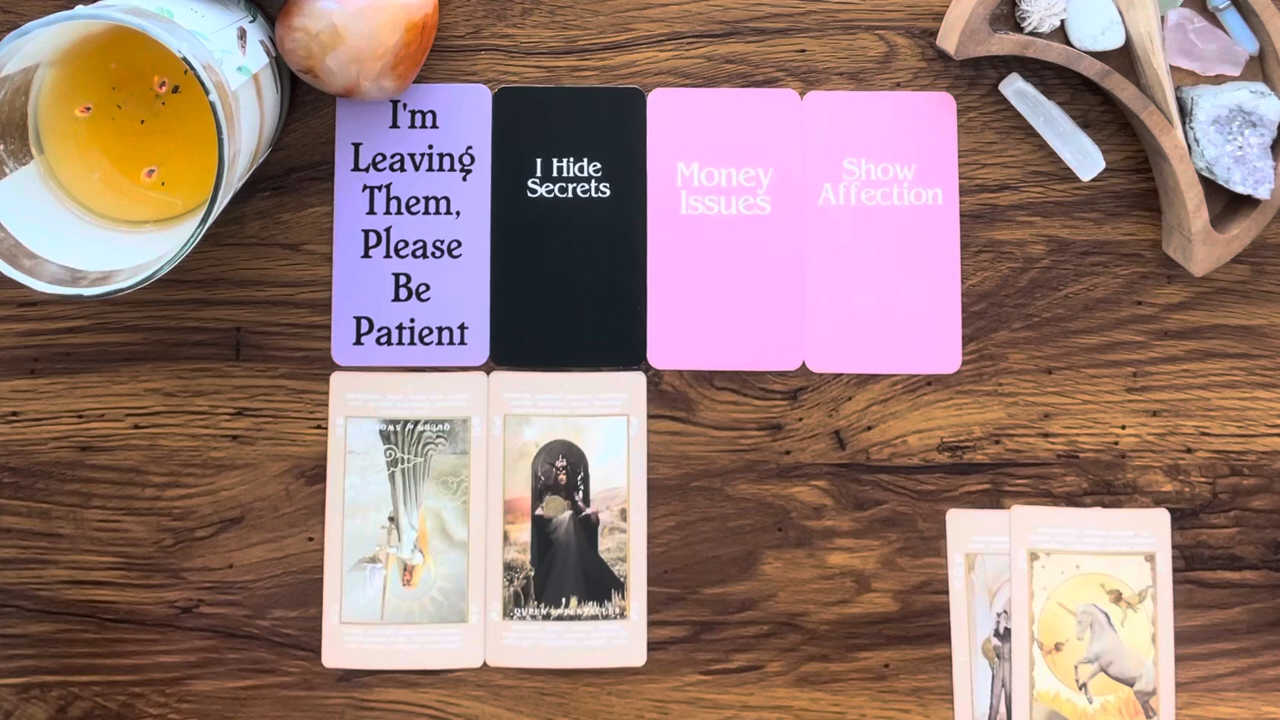 I'm
Leaving
Them,
Please
Be
Patient
I Hide
Secrets
Money
Issues
Show
Affection
QUEEN of PENTACLES